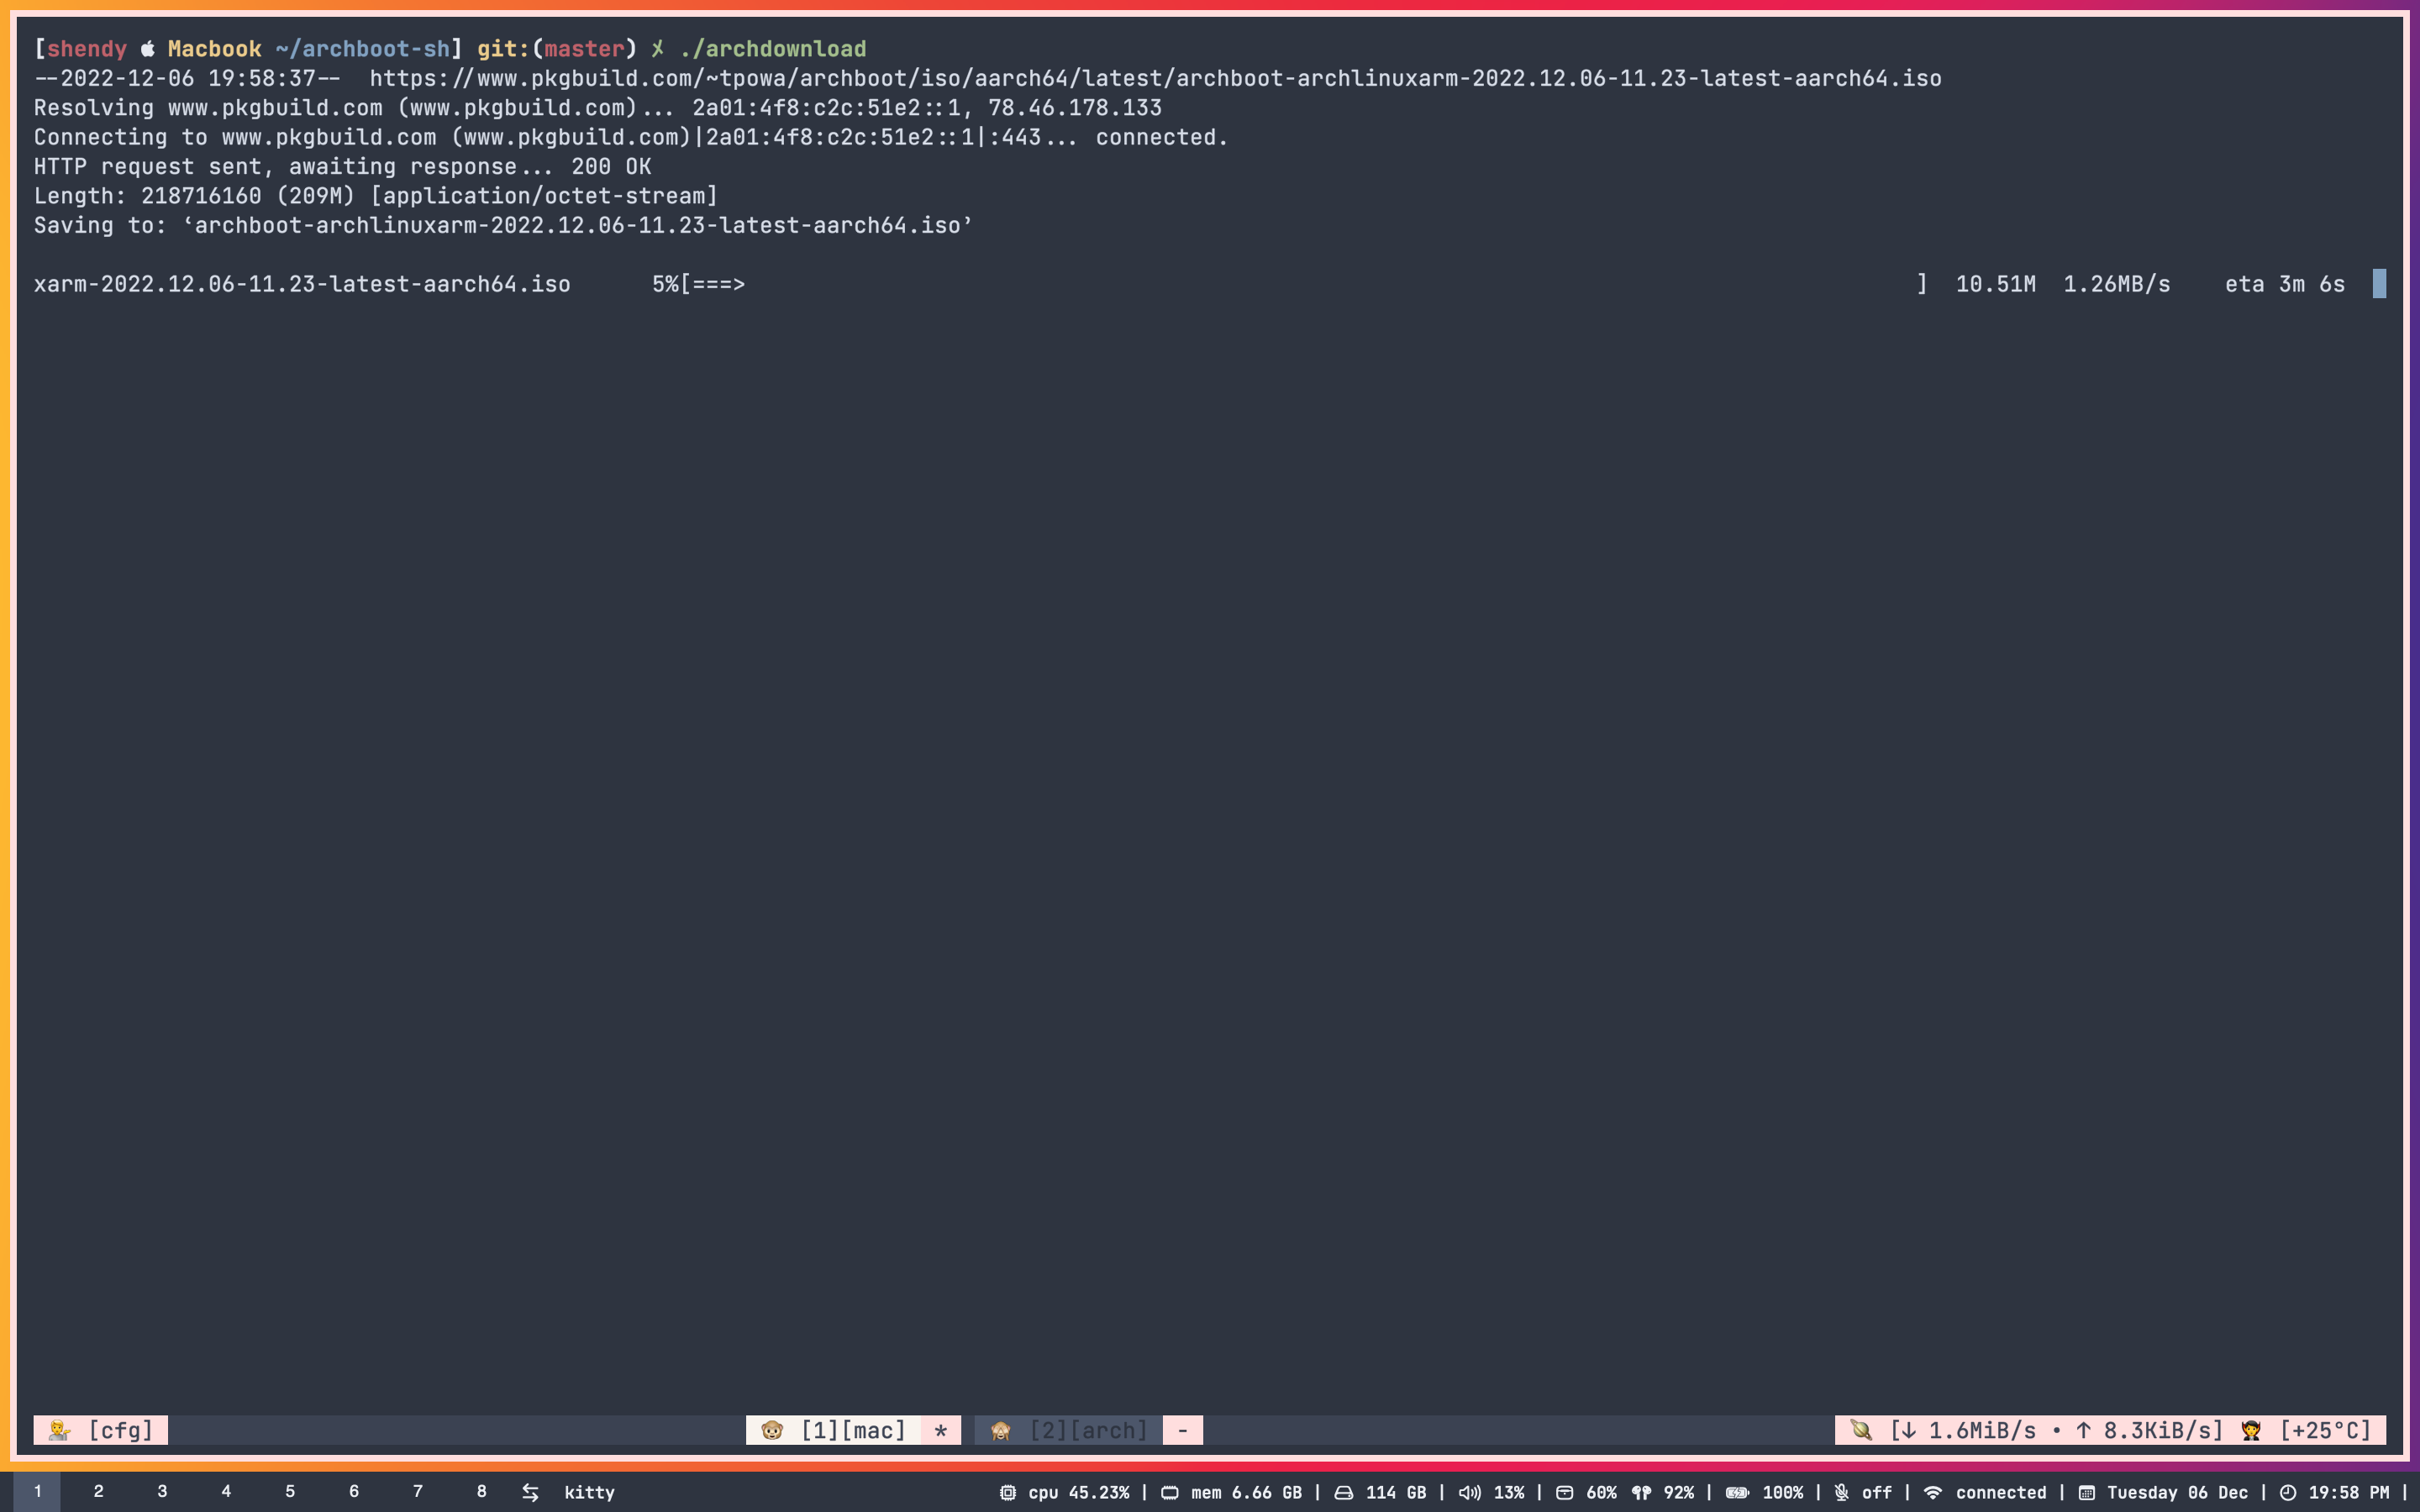 [shendy  Macbook ~/archboot-sh] git:(master) ✗ ./archdownload
--2022-12-06 19:58:37--  https://www.pkgbuild.com/~tpowa/archboot/iso/aarch64/latest/archboot-archlinuxarm-2022.12.06-11.23-latest-aarch64.iso
Resolving www.pkgbuild.com (www.pkgbuild.com)... 2a01:4f8:c2c:51e2::1, 78.46.178.133
Connecting to www.pkgbuild.com (www.pkgbuild.com)|2a01:4f8:c2c:51e2::1|:443... connected.
HTTP request sent, awaiting response... 200 OK
Length: 218716160 (209M) [application/octet-stream]
Saving to: ‘archboot-archlinuxarm-2022.12.06-11.23-latest-aarch64.iso’
xarm-2022.12.06-11.23-latest-aarch64.iso      5%[===>                    ]  10.51M  1.26MB/s    eta 3m 6s
[cfg] [1][mac] * [2][arch] - [↓ 1.6MiB/s • ↑ 8.3KiB/s] [+25°C]
1 2 3 4 5 6 7 8 kitty cpu 45.23% | mem 6.66 GB | 114 GB | 13% | 60% 92% | 100% | off | connected | Tuesday 06 Dec | 19:58 PM |